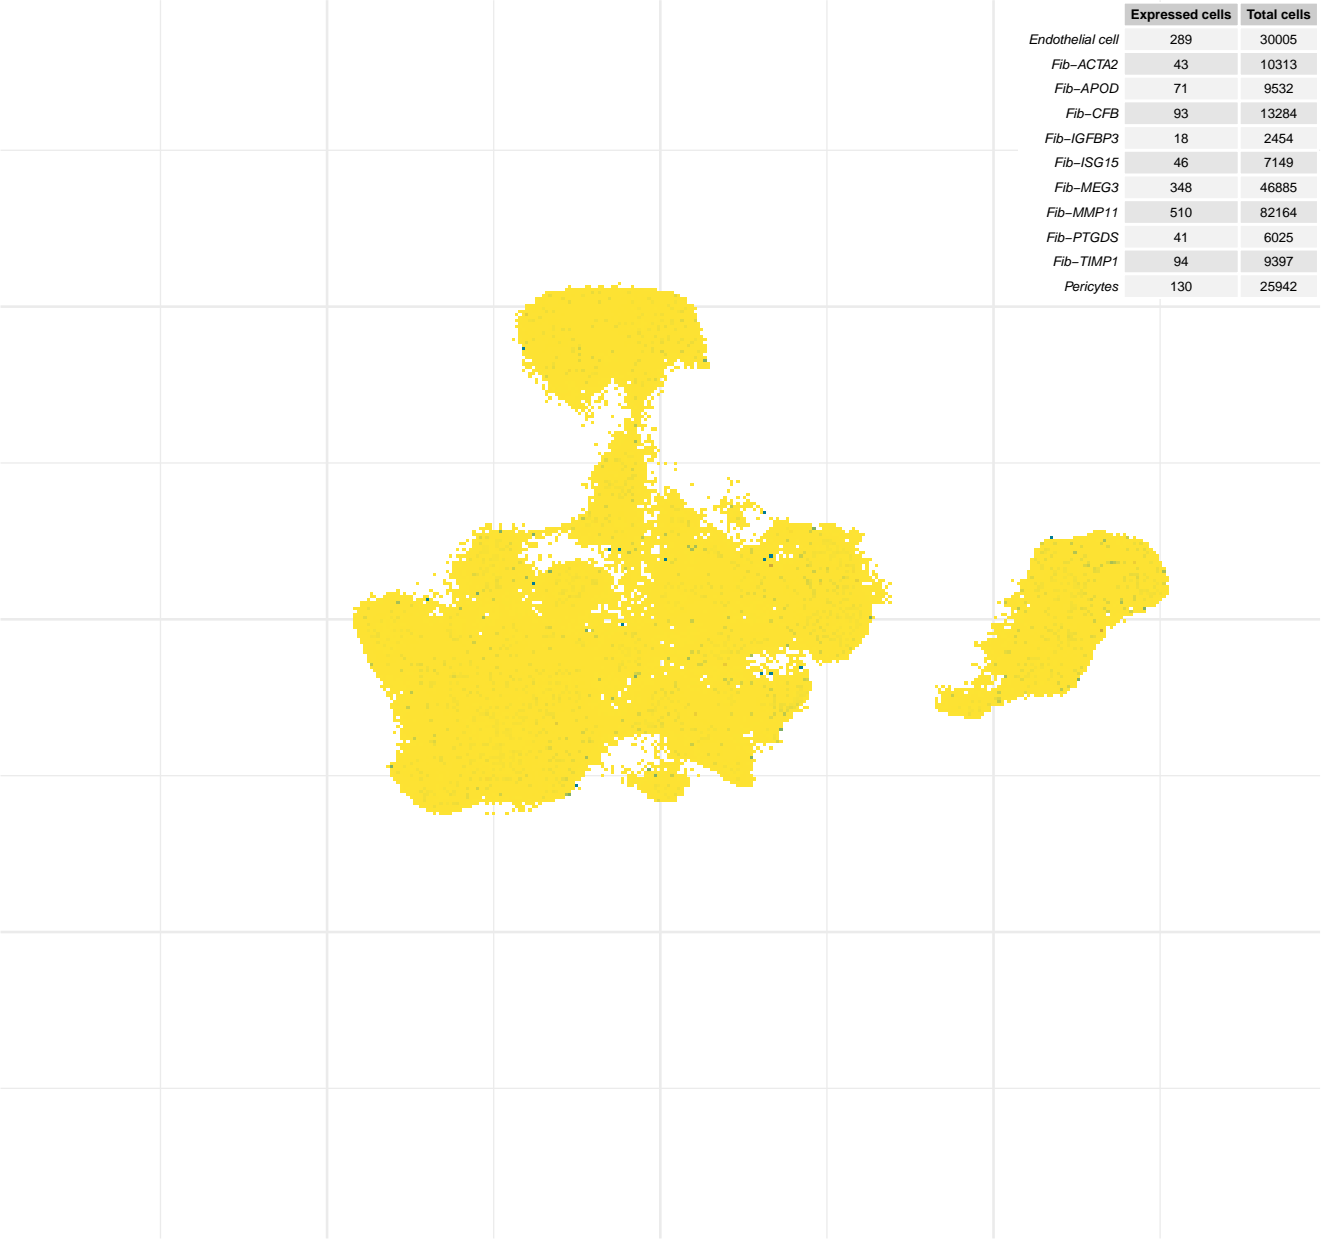 Expressed cells Total cells
Endothelial cell 289 30005
Fib−ACTA2 43 10313
Fib−APOD 71 9532
Fib−CFB 93 13284
Fib−IGFBP3 18 2454
Fib−ISG15 46 7149
Fib−MEG3 348 46885
Fib−MMP11 510 82164
Fib−PTGDS 41 6025
Fib−TIMP1 94 9397
Pericytes 130 25942